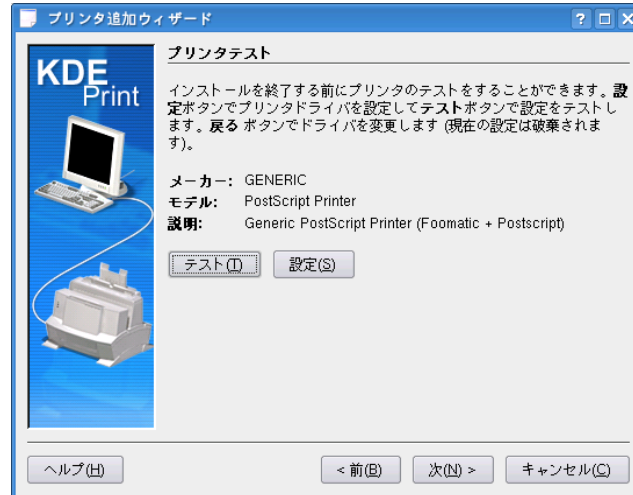 プリンタ追加ウィザード
KDE
Print
プリンタテスト
インストールを終了する前にプリンタのテストをすることができます。設
定ボタンでプリンタドライバを設定してテストボタンで設定をテストし
ます。戻る ボタンでドライバを変更します (現在の設定は破棄されま
す)。
メーカー: GENERIC
モデル: PostScript Printer
説明: Generic PostScript Printer (Foomatic + Postscript)
テスト(T) 設定(S)
ヘルプ(H) < 前(B) 次(N) > キャンセル(C)